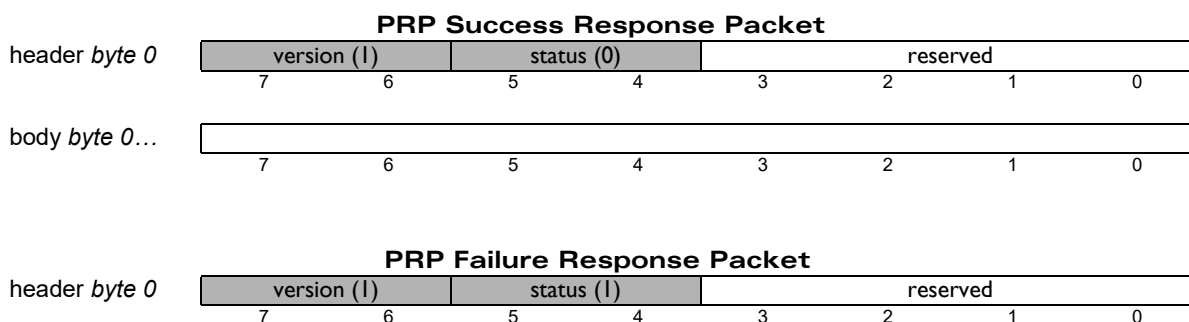 PRP Success Response Packet
header byte 0 version (1) status (0) reserved
7 6 5 4 3 2 1 0
body byte 0…
7 6 5 4 3 2 1 0
PRP Failure Response Packet
header byte 0 version (1) status (1) reserved
7 6 5 4 3 2 1 0